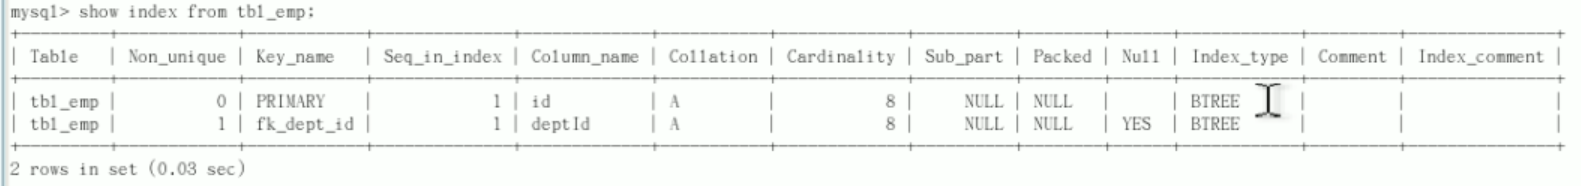 mysql> show index from tbl_emp;
| Table | Non_unique | Key_name | Seq_in_index | Column_name | Collation | Cardinality | Sub_part | Packed | Null | Index_type | Comment | Index_comment |
| tbl_emp | 0 | PRIMARY | 1 | id | A | 8 | NULL | NULL | | BTREE | | |
| tbl_emp | 1 | fk_dept_id | 1 | deptId | A | 8 | NULL | NULL | YES | BTREE | | |
2 rows in set (0.03 sec)